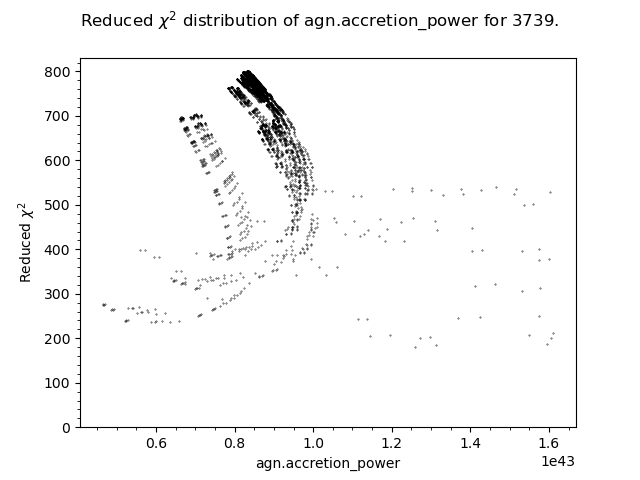 Reduced χ² distribution of agn.accretion_power for 3739.
800
700
600
500
400
300
200
100
0
Reduced χ²
0.6 0.8 1.0 1.2 1.4 1.6
1e43
agn.accretion_power